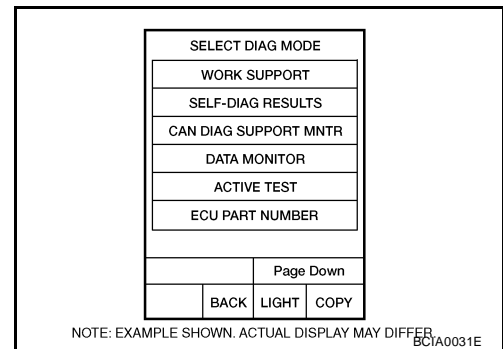 SELECT DIAG MODE
WORK SUPPORT
SELF-DIAG RESULTS
CAN DIAG SUPPORT MNTR
DATA MONITOR
ACTIVE TEST
ECU PART NUMBER
Page Down
BACK LIGHT COPY
NOTE: EXAMPLE SHOWN. ACTUAL DISPLAY MAY DIFFER.
BCIA0031E